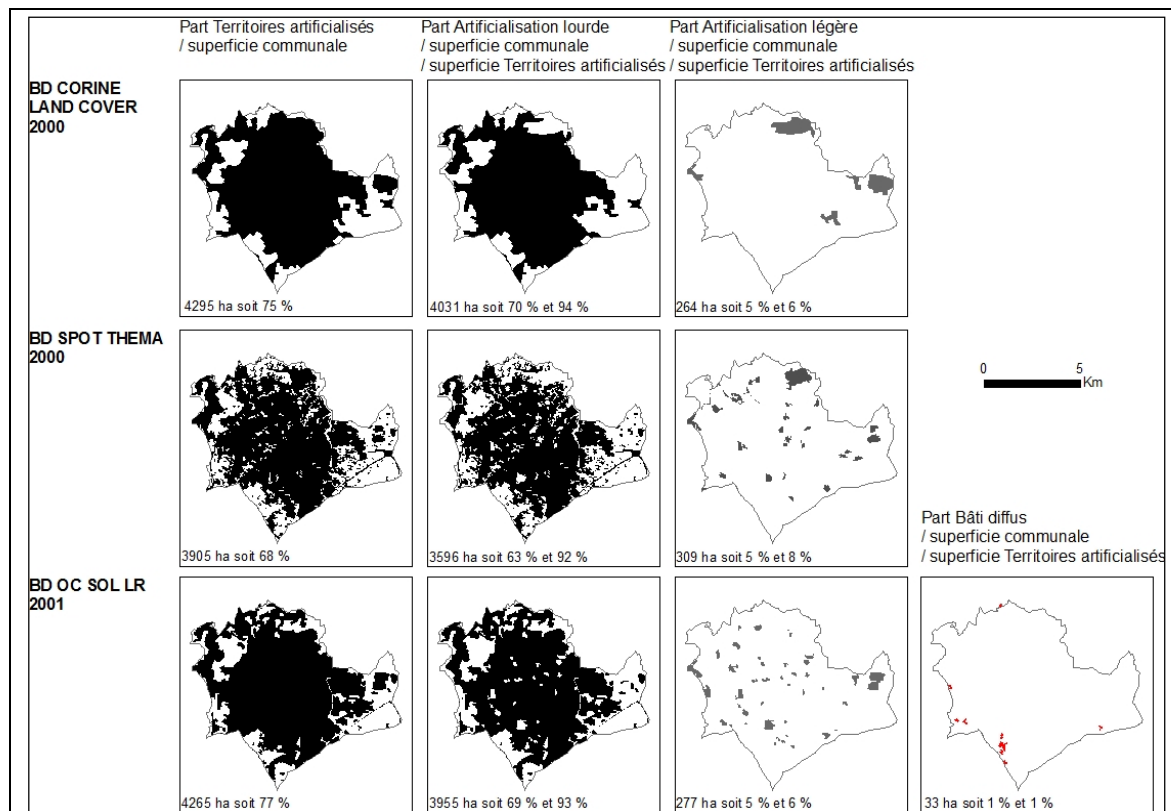 Part Territoires artificialisés
/ superficie communale
Part Artificialisation lourde
/ superficie communale
/ superficie Territoires artificialisés
Part Artificialisation légère
/ superficie communale
/ superficie Territoires artificialisés
BD CORINE
LAND COVER
2000
4295 ha soit 75 %
4031 ha soit 70 % et 94 %
264 ha soit 5 % et 6 %
BD SPOT THEMA
2000
3905 ha soit 68 %
3596 ha soit 63 % et 92 %
309 ha soit 5 % et 8 %
0 5
Km
Part Bâti diffus
/ superficie communale
/ superficie Territoires artificialisés
BD OC SOL LR
2001
4265 ha soit 77 %
3955 ha soit 69 % et 93 %
277 ha soit 5 % et 6 %
33 ha soit 1 % et 1 %